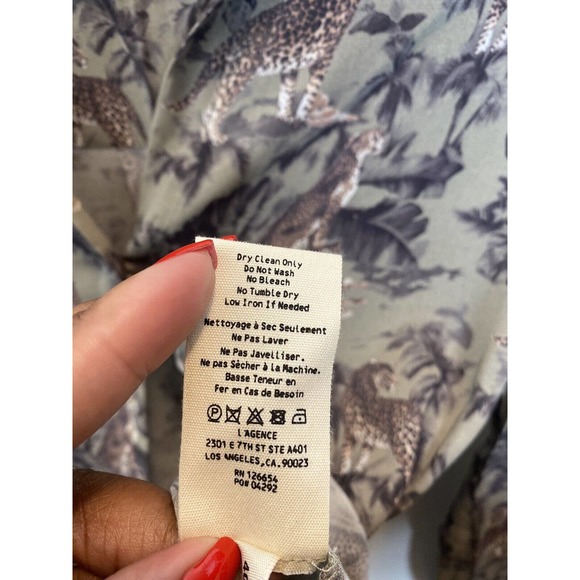 Dry Clean Only
Do Not Wash
No Bleach
No Tumble Dry
Low Iron If Needed
Nettoyage à Sec Seulement
Ne Pas Laver
Ne Pas Javelliser.
Ne pas Sècher à la Machine.
Basse Teneur en
Fer en Cas de Besoin
L'AGENCE
2301 E 7TH ST STE A401
LOS ANGELES, CA. 90023
RN 126654
PO# 04292